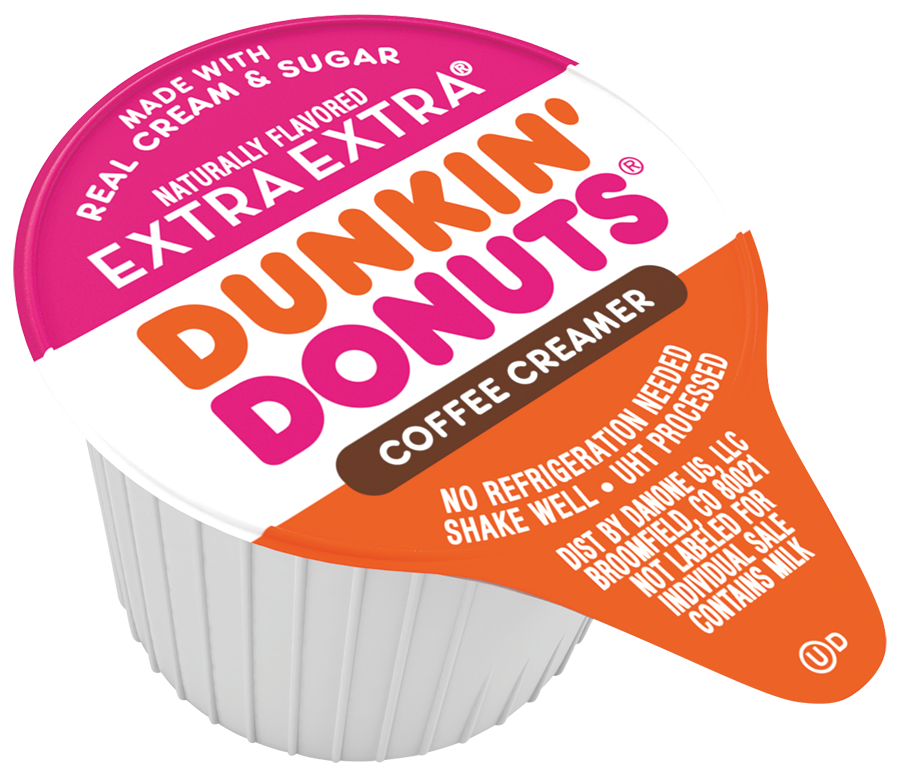 MADE WITH
REAL CREAM & SUGAR
NATURALLY FLAVORED
EXTRA EXTRA®
DUNKIN'
DONUTS®
COFFEE CREAMER
NO REFRIGERATION NEEDED
SHAKE WELL • UHT PROCESSED
DIST BY DANONE US, LLC
BROOMFIELD, CO 80021
NOT LABELED FOR
INDIVIDUAL SALE
CONTAINS MILK
U D